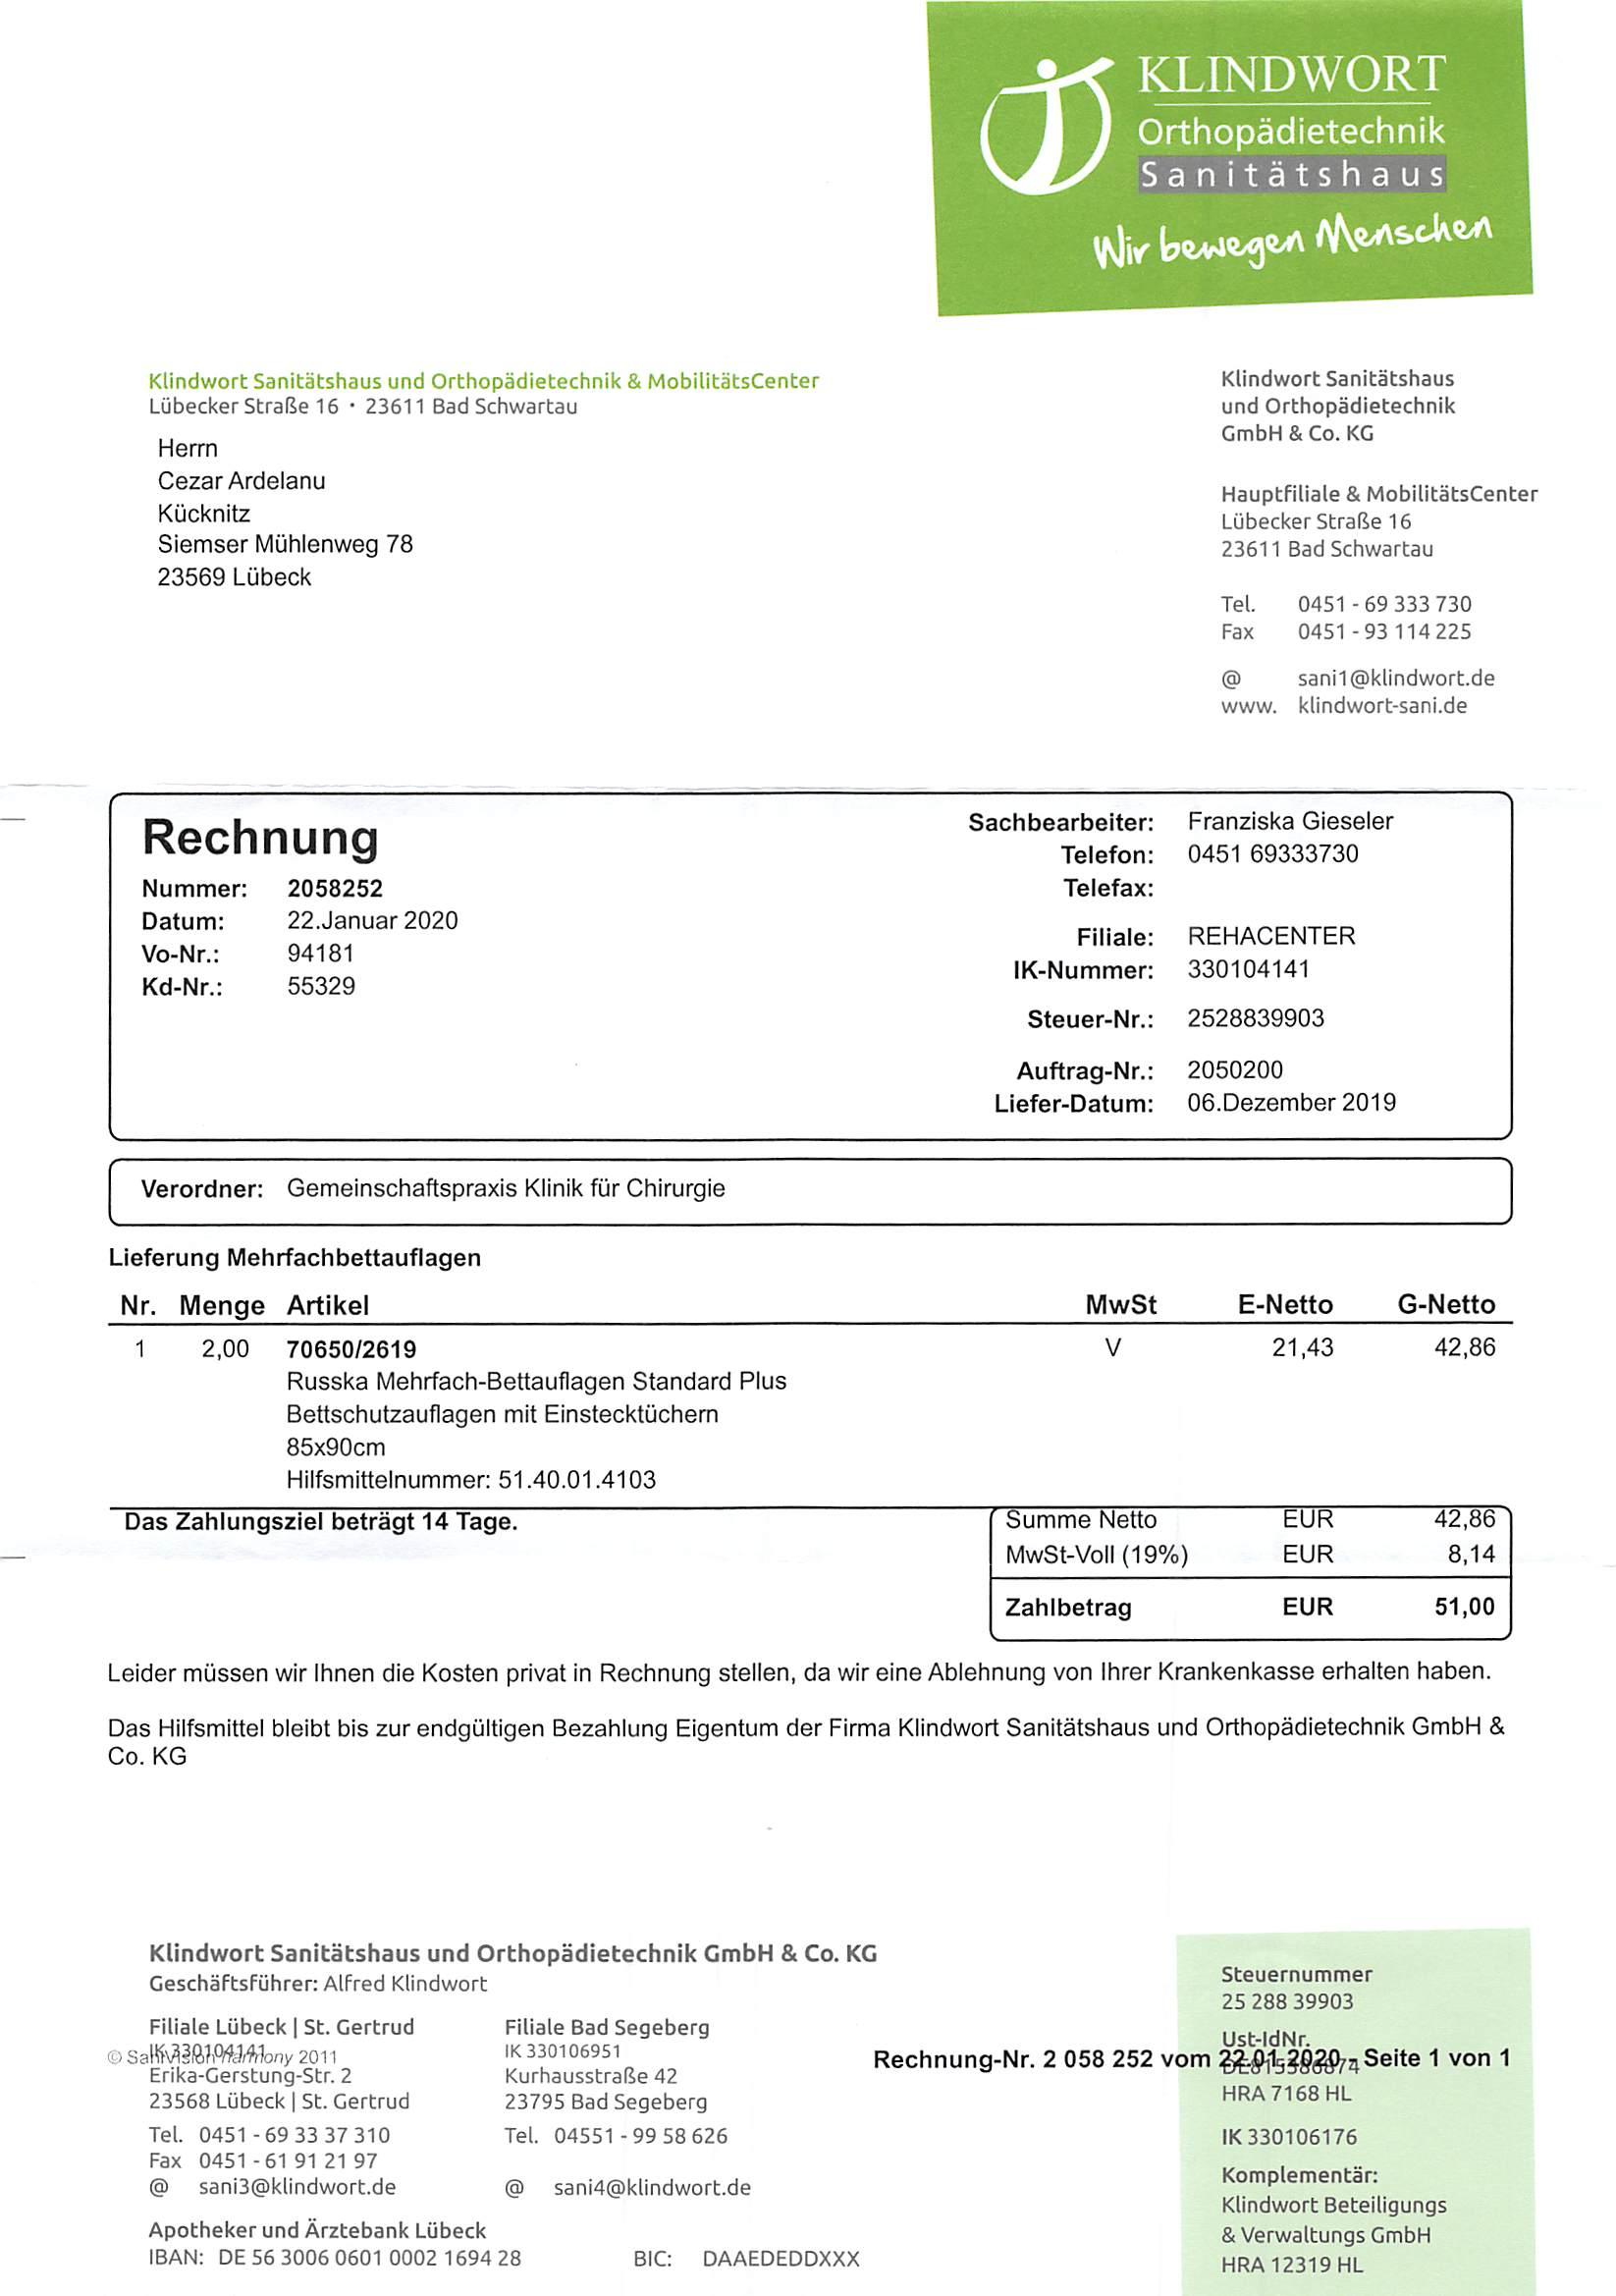 KLINDWORT
Orthopädietechnik
Sanitätshaus
Wir bewegen Menschen
Klindwort Sanitätshaus und Orthopädietechnik & MobilitätsCenter
Lübecker Straße 16 • 23611 Bad Schwartau
Herrn
Cezar Ardelanu
Kücknitz
Siemser Mühlenweg 78
23569 Lübeck
Klindwort Sanitätshaus
und Orthopädietechnik
GmbH & Co. KG
Hauptfiliale & MobilitätsCenter
Lübecker Straße 16
23611 Bad Schwartau
Tel. 0451 - 69 333 730
Fax 0451 - 93 114 225
@ sani1@klindwort.de
www. klindwort-sani.de
Rechnung
Nummer: 2058252
Datum: 22.Januar 2020
Vo-Nr.: 94181
Kd-Nr.: 55329
Sachbearbeiter: Franziska Gieseler
Telefon: 0451 69333730
Telefax:
Filiale: REHACENTER
IK-Nummer: 330104141
Steuer-Nr.: 2528839903
Auftrag-Nr.: 2050200
Liefer-Datum: 06.Dezember 2019
Verordner: Gemeinschaftspraxis Klinik für Chirurgie
Lieferung Mehrfachbettauflagen
Nr. Menge Artikel MwSt E-Netto G-Netto
1 2,00 70650/2619 V 21,43 42,86
Russka Mehrfach-Bettauflagen Standard Plus
Bettschutzauflagen mit Einstecktüchern
85x90cm
Hilfsmittelnummer: 51.40.01.4103
Das Zahlungsziel beträgt 14 Tage.
Summe Netto EUR 42,86
MwSt-Voll (19%) EUR 8,14
Zahlbetrag EUR 51,00
Leider müssen wir Ihnen die Kosten privat in Rechnung stellen, da wir eine Ablehnung von Ihrer Krankenkasse erhalten haben.
Das Hilfsmittel bleibt bis zur endgültigen Bezahlung Eigentum der Firma Klindwort Sanitätshaus und Orthopädietechnik GmbH &
Co. KG
Klindwort Sanitätshaus und Orthopädietechnik GmbH & Co. KG
Geschäftsführer: Alfred Klindwort
Filiale Lübeck | St. Gertrud
IK 330104141
© SaniVision harmony 2011
Erika-Gerstung-Str. 2
23568 Lübeck | St. Gertrud
Tel. 0451 - 69 33 37 310
Fax 0451 - 61 91 21 97
@ sani3@klindwort.de
Filiale Bad Segeberg
IK 330106951
Kurhausstraße 42
23795 Bad Segeberg
Tel. 04551 - 99 58 626
@ sani4@klindwort.de
Apotheker und Ärztebank Lübeck
IBAN: DE 56 3006 0601 0002 1694 28 BIC: DAAEDEDDXXX
Rechnung-Nr. 2 058 252 vom 22.01.2020 - Seite 1 von 1
Steuernummer
25 288 39903
Ust-IdNr.
HRA 7168 HL
IK 330106176
Komplementär:
Klindwort Beteiligungs
& Verwaltungs GmbH
HRA 12319 HL